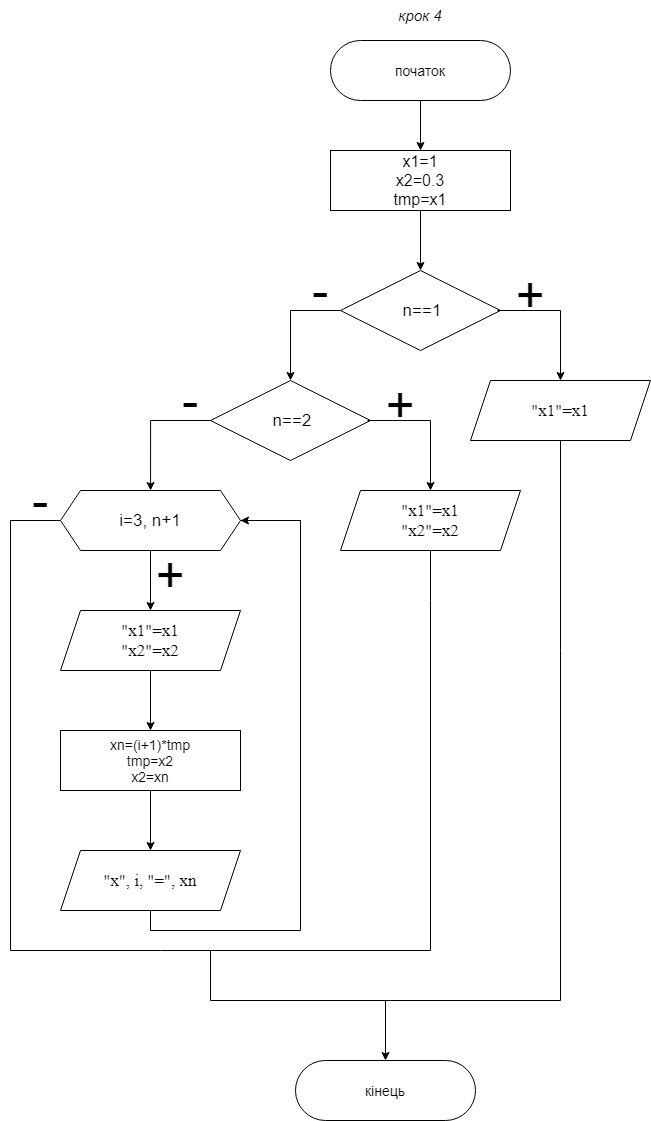 крок 4
початок
x1=1
x2=0.3
tmp=x1
n==1
-
+
n==2
-
+
"x1"=x1
i=3, n+1
-
+
"x1"=x1
"x2"=x2
"x1"=x1
"x2"=x2
xn=(i+1)*tmp
tmp=x2
x2=xn
"x", i, "=", xn
кінець